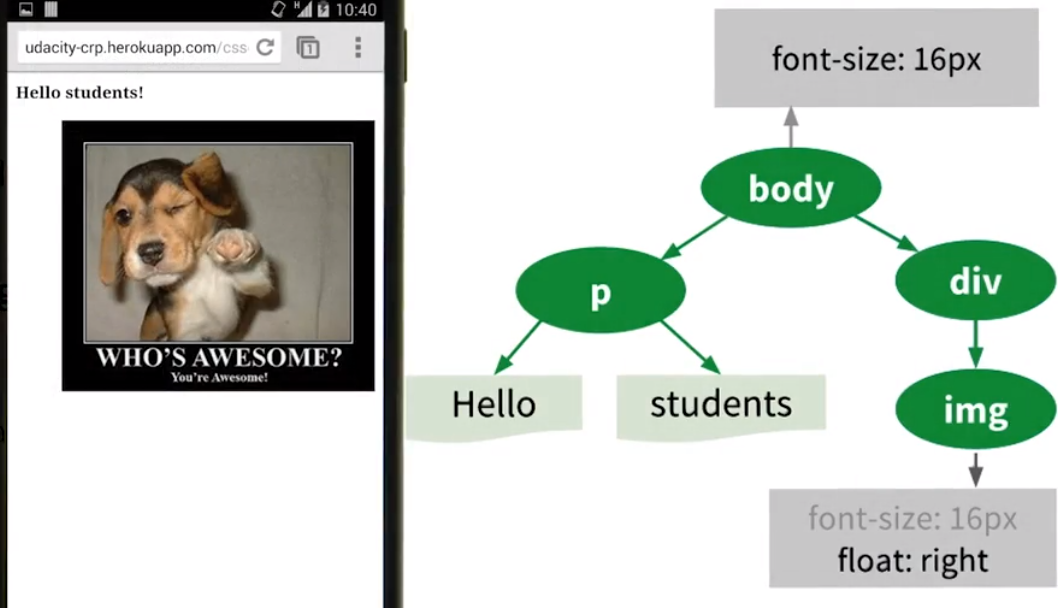 H
10:40
udacity-crp.herokuapp.com/css
1
Hello students!
WHO'S AWESOME?
You're Awesome!
font-size: 16px
body
p
div
Hello
students
img
font-size: 16px
float: right